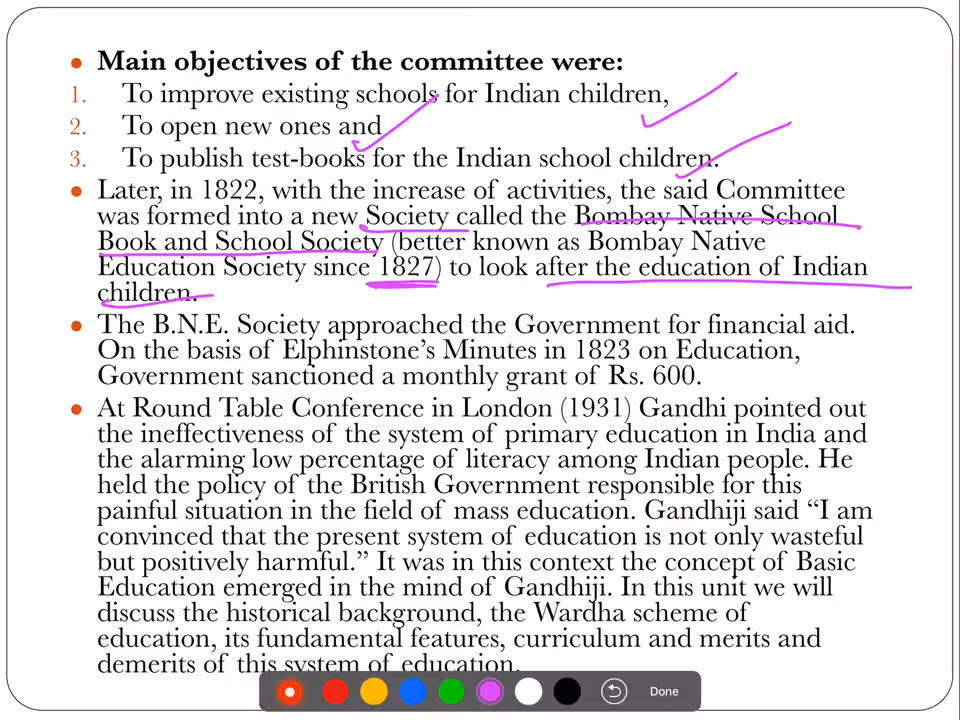 Main objectives of the committee were:
1. To improve existing schools for Indian children,
2. To open new ones and
3. To publish test-books for the Indian school children.
Later, in 1822, with the increase of activities, the said Committee
was formed into a new Society called the Bombay Native School
Book and School Society (better known as Bombay Native
Education Society since 1827) to look after the education of Indian
children.
The B.N.E. Society approached the Government for financial aid.
On the basis of Elphinstone’s Minutes in 1823 on Education,
Government sanctioned a monthly grant of Rs. 600.
At Round Table Conference in London (1931) Gandhi pointed out
the ineffectiveness of the system of primary education in India and
the alarming low percentage of literacy among Indian people. He
held the policy of the British Government responsible for this
painful situation in the field of mass education. Gandhiji said “I am
convinced that the present system of education is not only wasteful
but positively harmful.” It was in this context the concept of Basic
Education emerged in the mind of Gandhiji. In this unit we will
discuss the historical background, the Wardha scheme of
education, its fundamental features, curriculum and merits and
demerits of this system of education.
Done